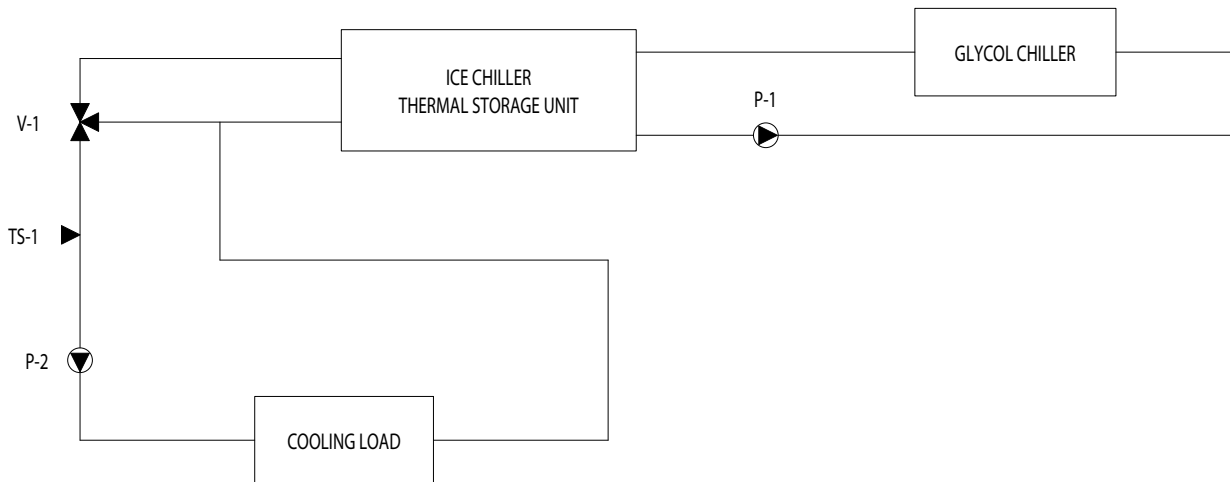 GLYCOL CHILLER
ICE CHILLER
THERMAL STORAGE UNIT
P-1
V-1
TS-1
P-2
COOLING LOAD